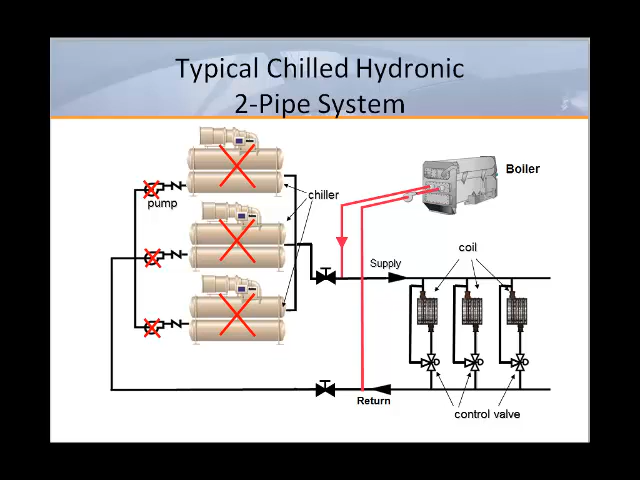 Typical Chilled Hydronic
2-Pipe System
Boiler
chiller
pump
coil
Supply
Return
control valve